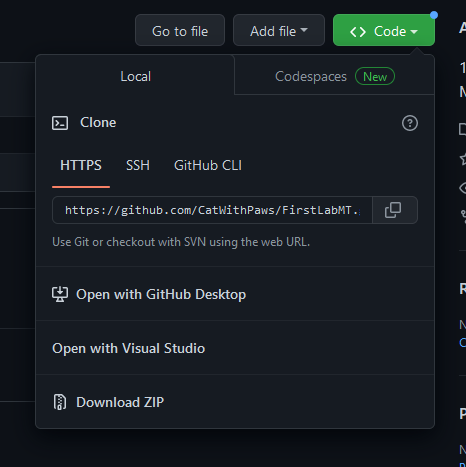 Go to file
Add file
Code
Local
Codespaces New
Clone
HTTPS SSH GitHub CLI
https://github.com/CatWithPaws/FirstLabMT.
Use Git or checkout with SVN using the web URL.
Open with GitHub Desktop
Open with Visual Studio
Download ZIP